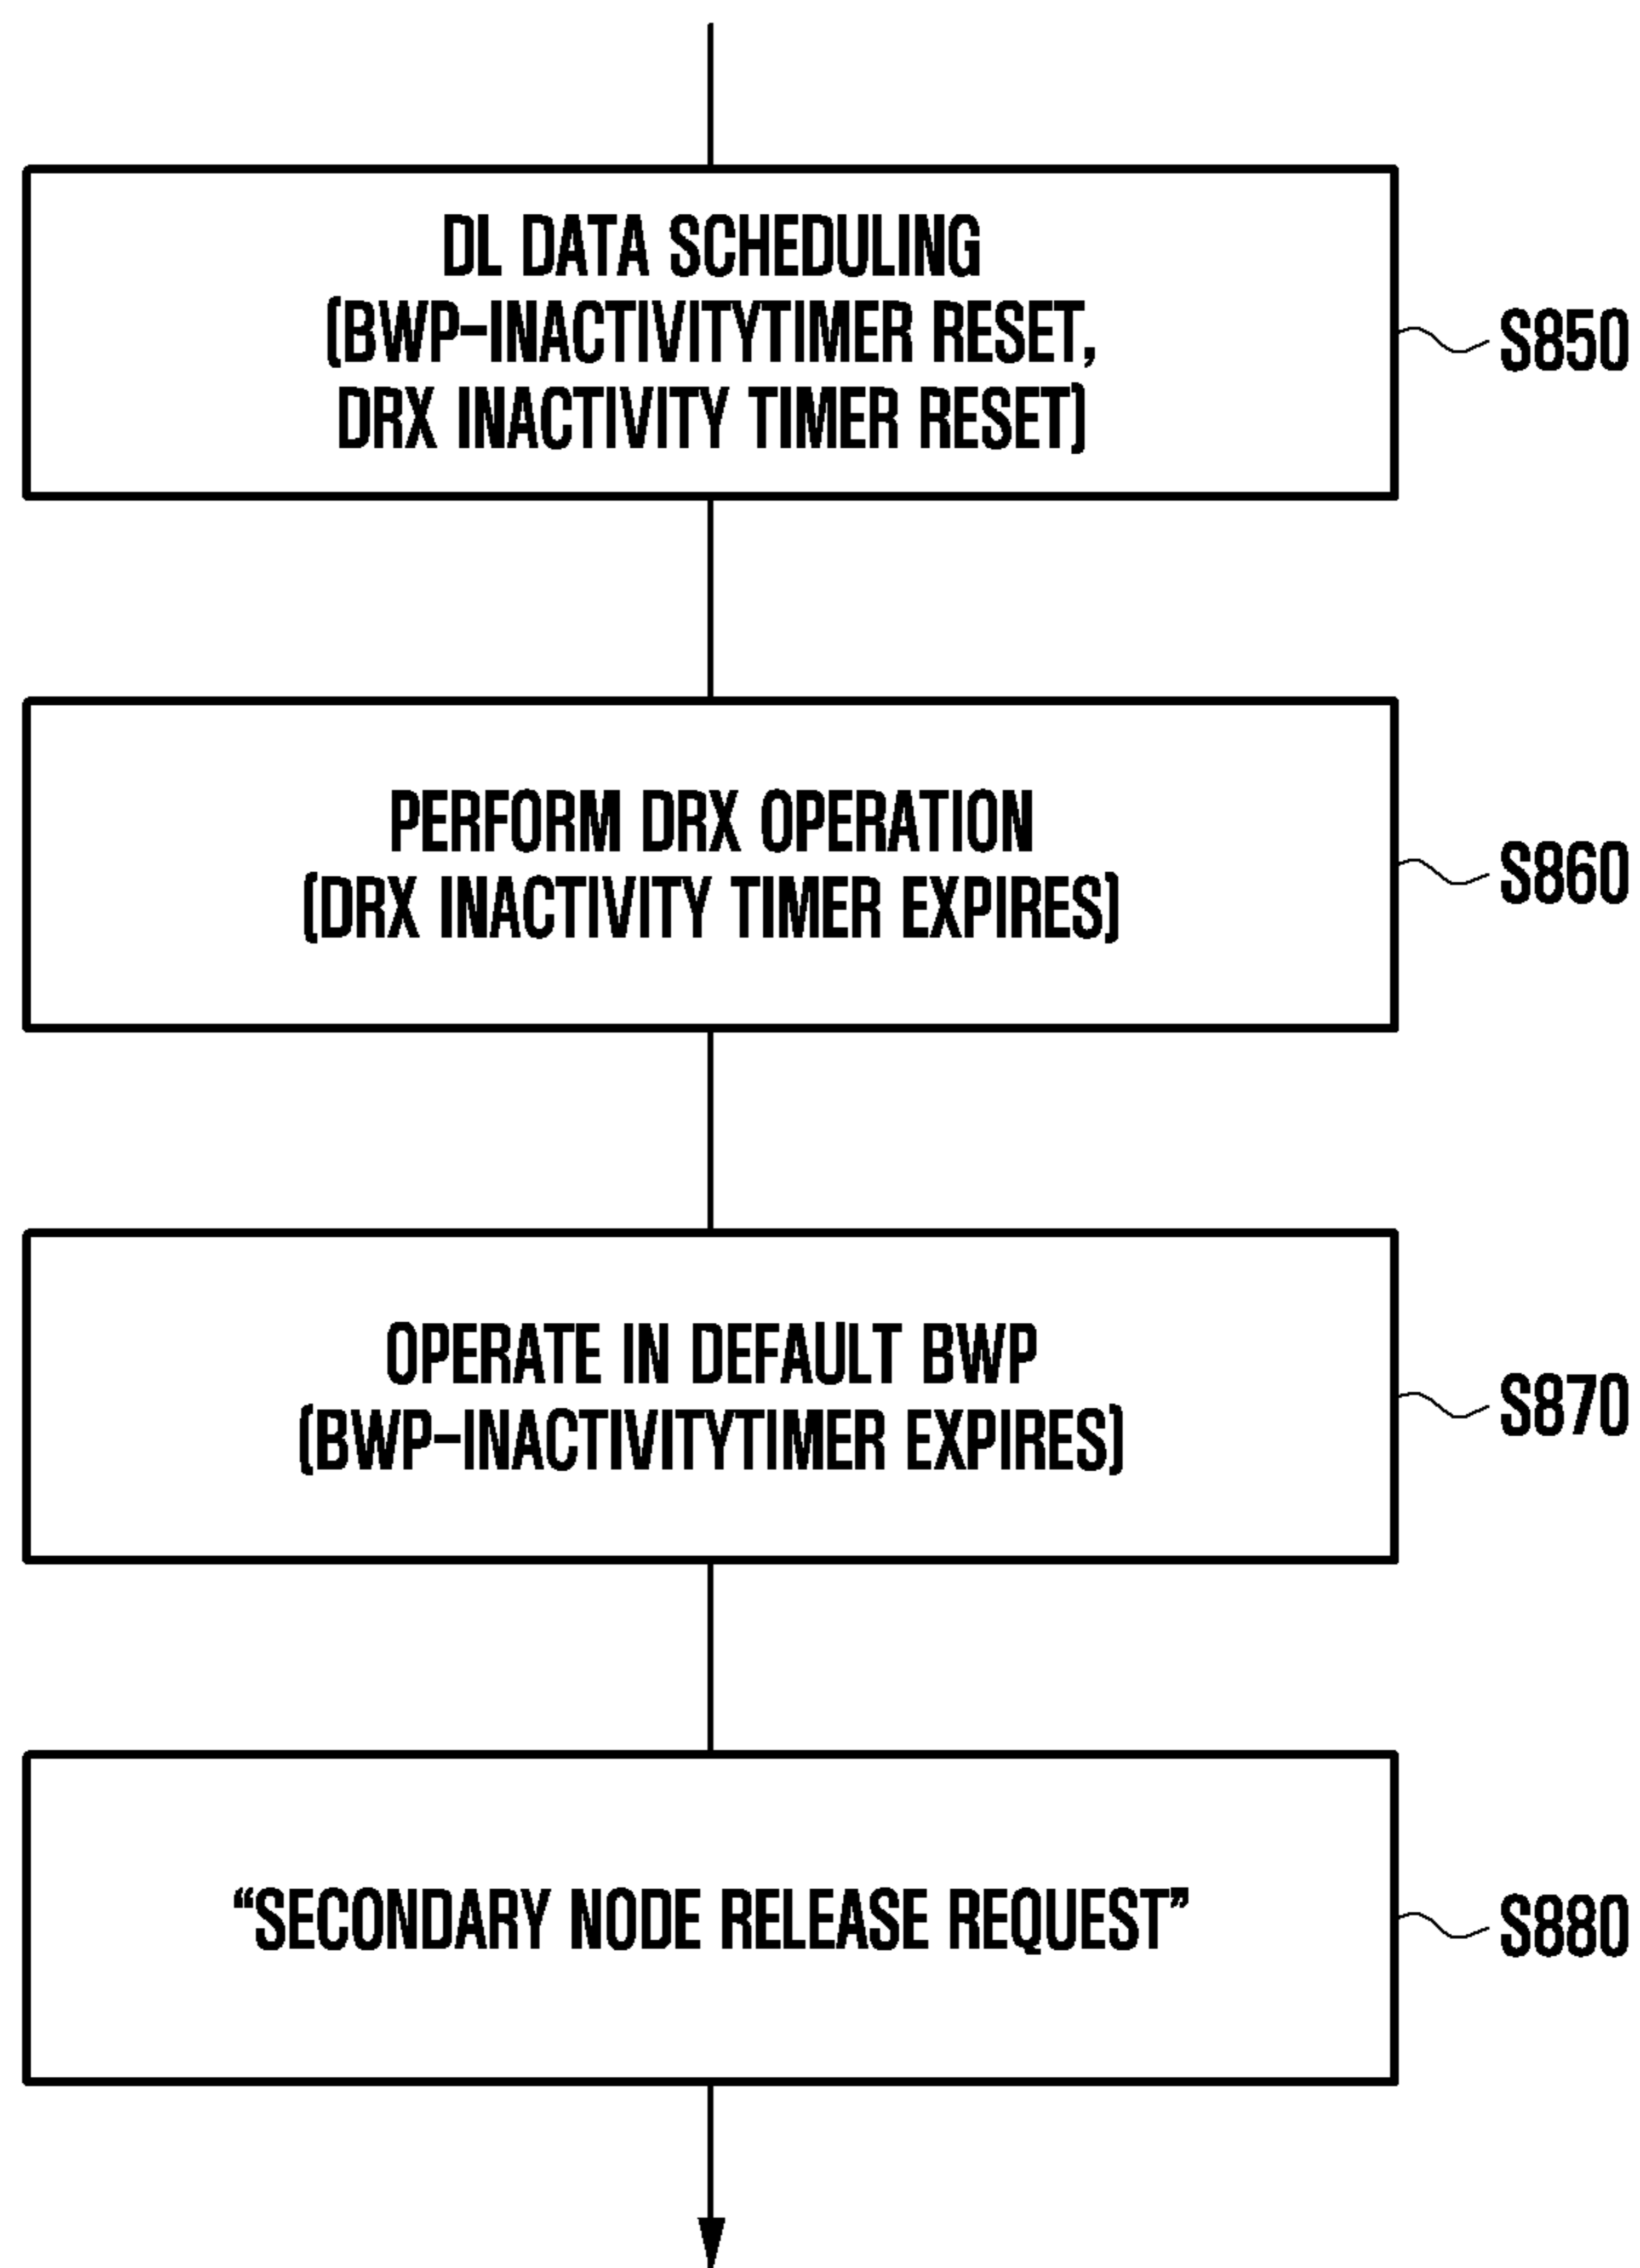 DL DATA SCHEDULING
(BWP-INACTIVITYTIMER RESET,
DRX INACTIVITY TIMER RESET)
S850
PERFORM DRX OPERATION
(DRX INACTIVITY TIMER EXPIRES)
S860
OPERATE IN DEFAULT BWP
(BWP-INACTIVITYTIMER EXPIRES)
S870
“SECONDARY NODE RELEASE REQUEST”
S880